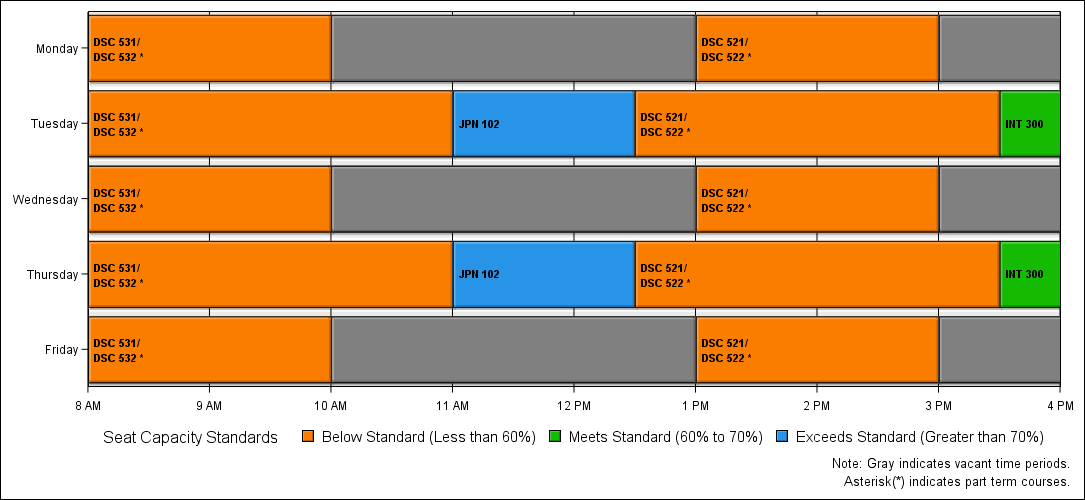 Monday
DSC 531/
DSC 532 *
DSC 521/
DSC 522 *
Tuesday
DSC 531/
DSC 532 *
JPN 102
DSC 521/
DSC 522 *
INT 300
Wednesday
DSC 531/
DSC 532 *
DSC 521/
DSC 522 *
Thursday
DSC 531/
DSC 532 *
JPN 102
DSC 521/
DSC 522 *
INT 300
Friday
DSC 531/
DSC 532 *
DSC 521/
DSC 522 *
8 AM 9 AM 10 AM 11 AM 12 PM 1 PM 2 PM 3 PM 4 PM
Seat Capacity Standards Below Standard (Less than 60%) Meets Standard (60% to 70%) Exceeds Standard (Greater than 70%)
Note: Gray indicates vacant time periods.
Asterisk(*) indicates part term courses.